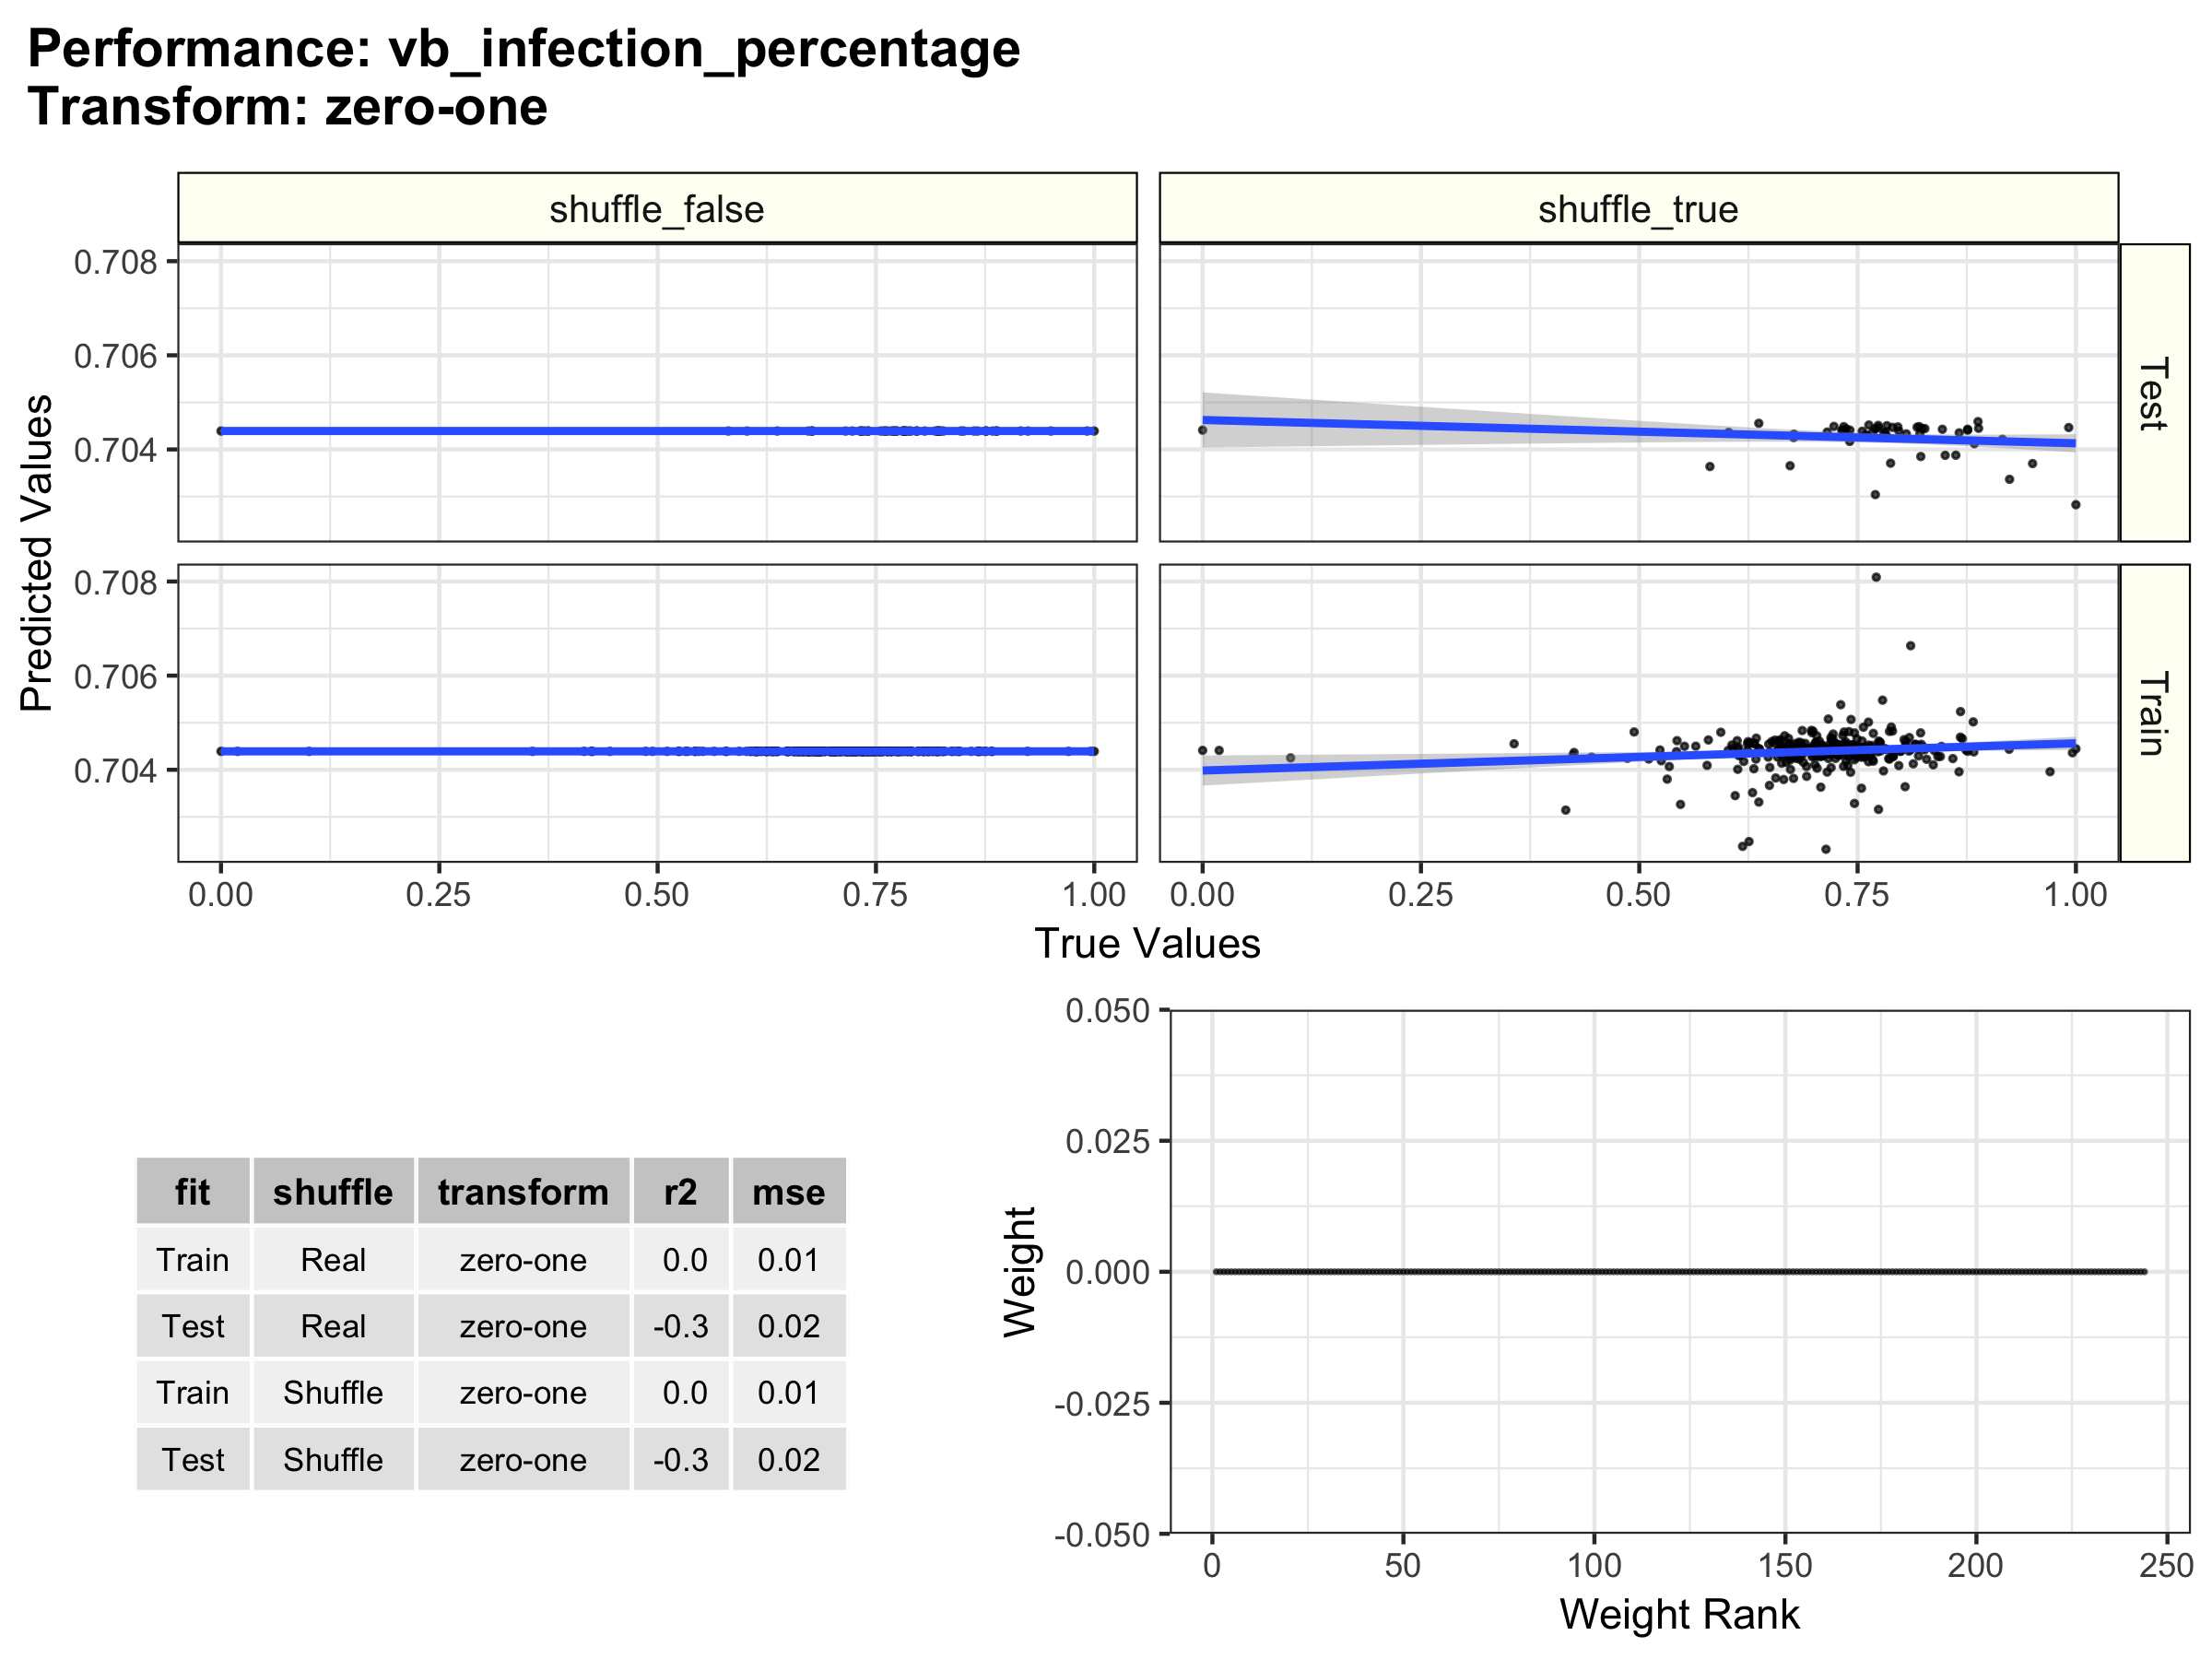 Performance: vb_infection_percentage
Transform: zero-one
shuffle_false
shuffle_true
0.708
0.706
0.704
Test
Predicted Values
0.708
0.706
0.704
Train
0.00 0.25 0.50 0.75 1.00
0.00 0.25 0.50 0.75 1.00
True Values
fit shuffle transform r2 mse
Train Real zero-one 0.0 0.01
Test Real zero-one -0.3 0.02
Train Shuffle zero-one 0.0 0.01
Test Shuffle zero-one -0.3 0.02
0.050
0.025
0.000
-0.025
-0.050
Weight
0 50 100 150 200 250
Weight Rank